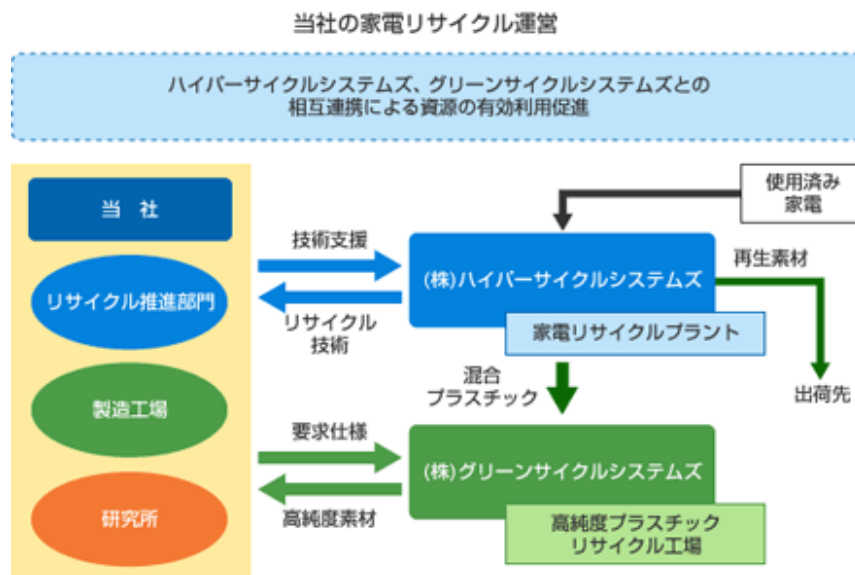 当社の家電リサイクル運営
ハイパーサイクルシステムズ、グリーンサイクルシステムズとの
相互連携による資源の有効利用促進
当 社
使用済み
家電
技術支援
(株)ハイパーサイクルシステムズ
再生素材
リサイクル推進部門
リサイクル
技術
家電リサイクルプラント
混合
プラスチック
出荷先
製造工場
要求仕様
(株)グリーンサイクルシステムズ
研究所
高純度素材
高純度プラスチック
リサイクル工場